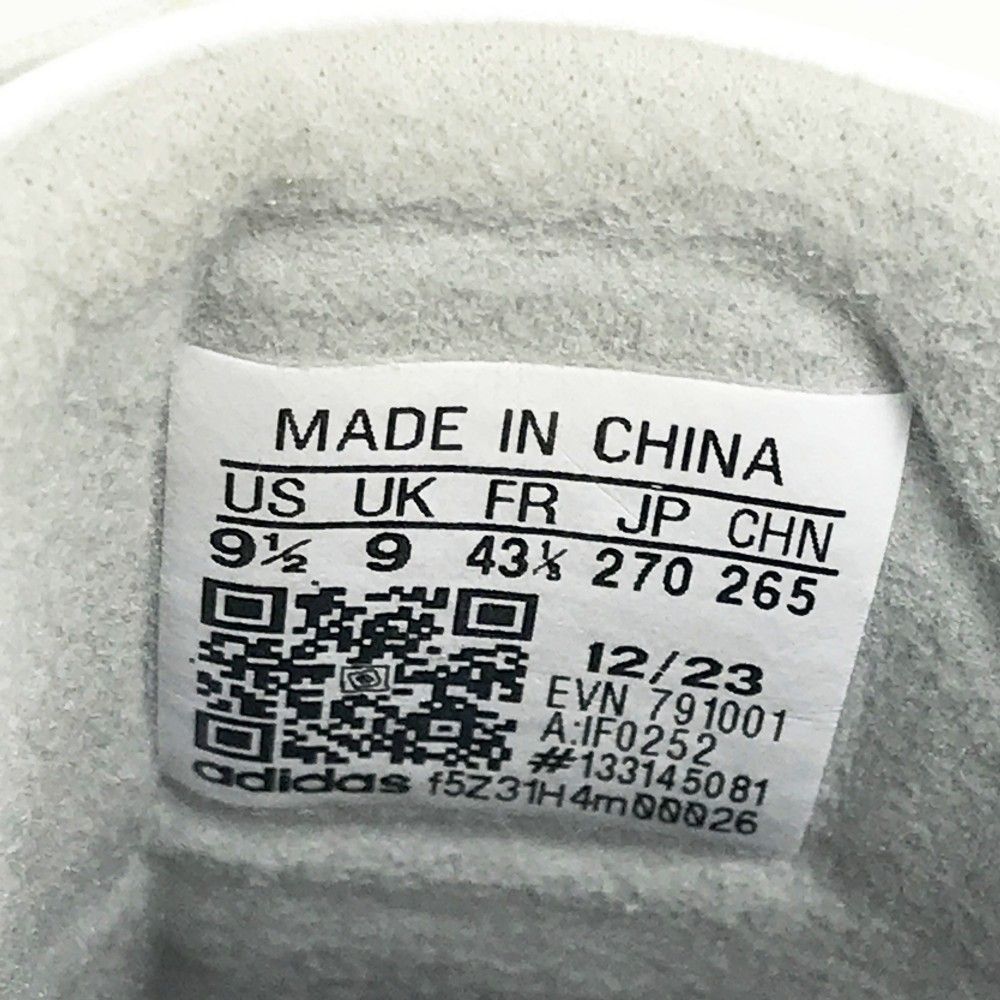 MADE IN CHINA
US UK FR JP CHN
9½ 9 43⅓ 270 265
12/23
EVN 791001
A:IF0252
#133145081
adidas f5Z31H4m00026